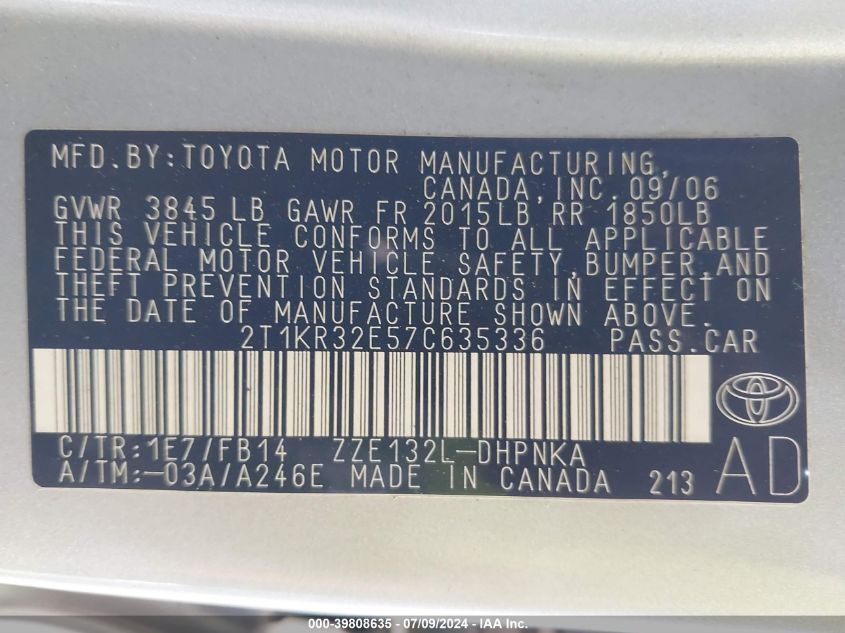 MFD.BY:TOYOTA MOTOR MANUFACTURING,
CANADA,INC. 09/06
GVWR 3845 LB GAWR FR 2015LB, RR 1850LB
THIS VEHICLE CONFORMS TO ALL APPLICABLE
FEDERAL MOTOR VEHICLE SAFETY,BUMPER,AND
THEFT PREVENTION STANDARDS IN EFFECT ON
THE DATE OF MANUFACTURE SHOWN ABOVE.
2T1KR32E57C635336 PASS.CAR
C/TR:1E7/FB14 ZZE132L-DHPNKA
A/TM:-03A/A246E MADE IN CANADA 213 AD
000-39808635 - 07/09/2024 - IAA Inc.